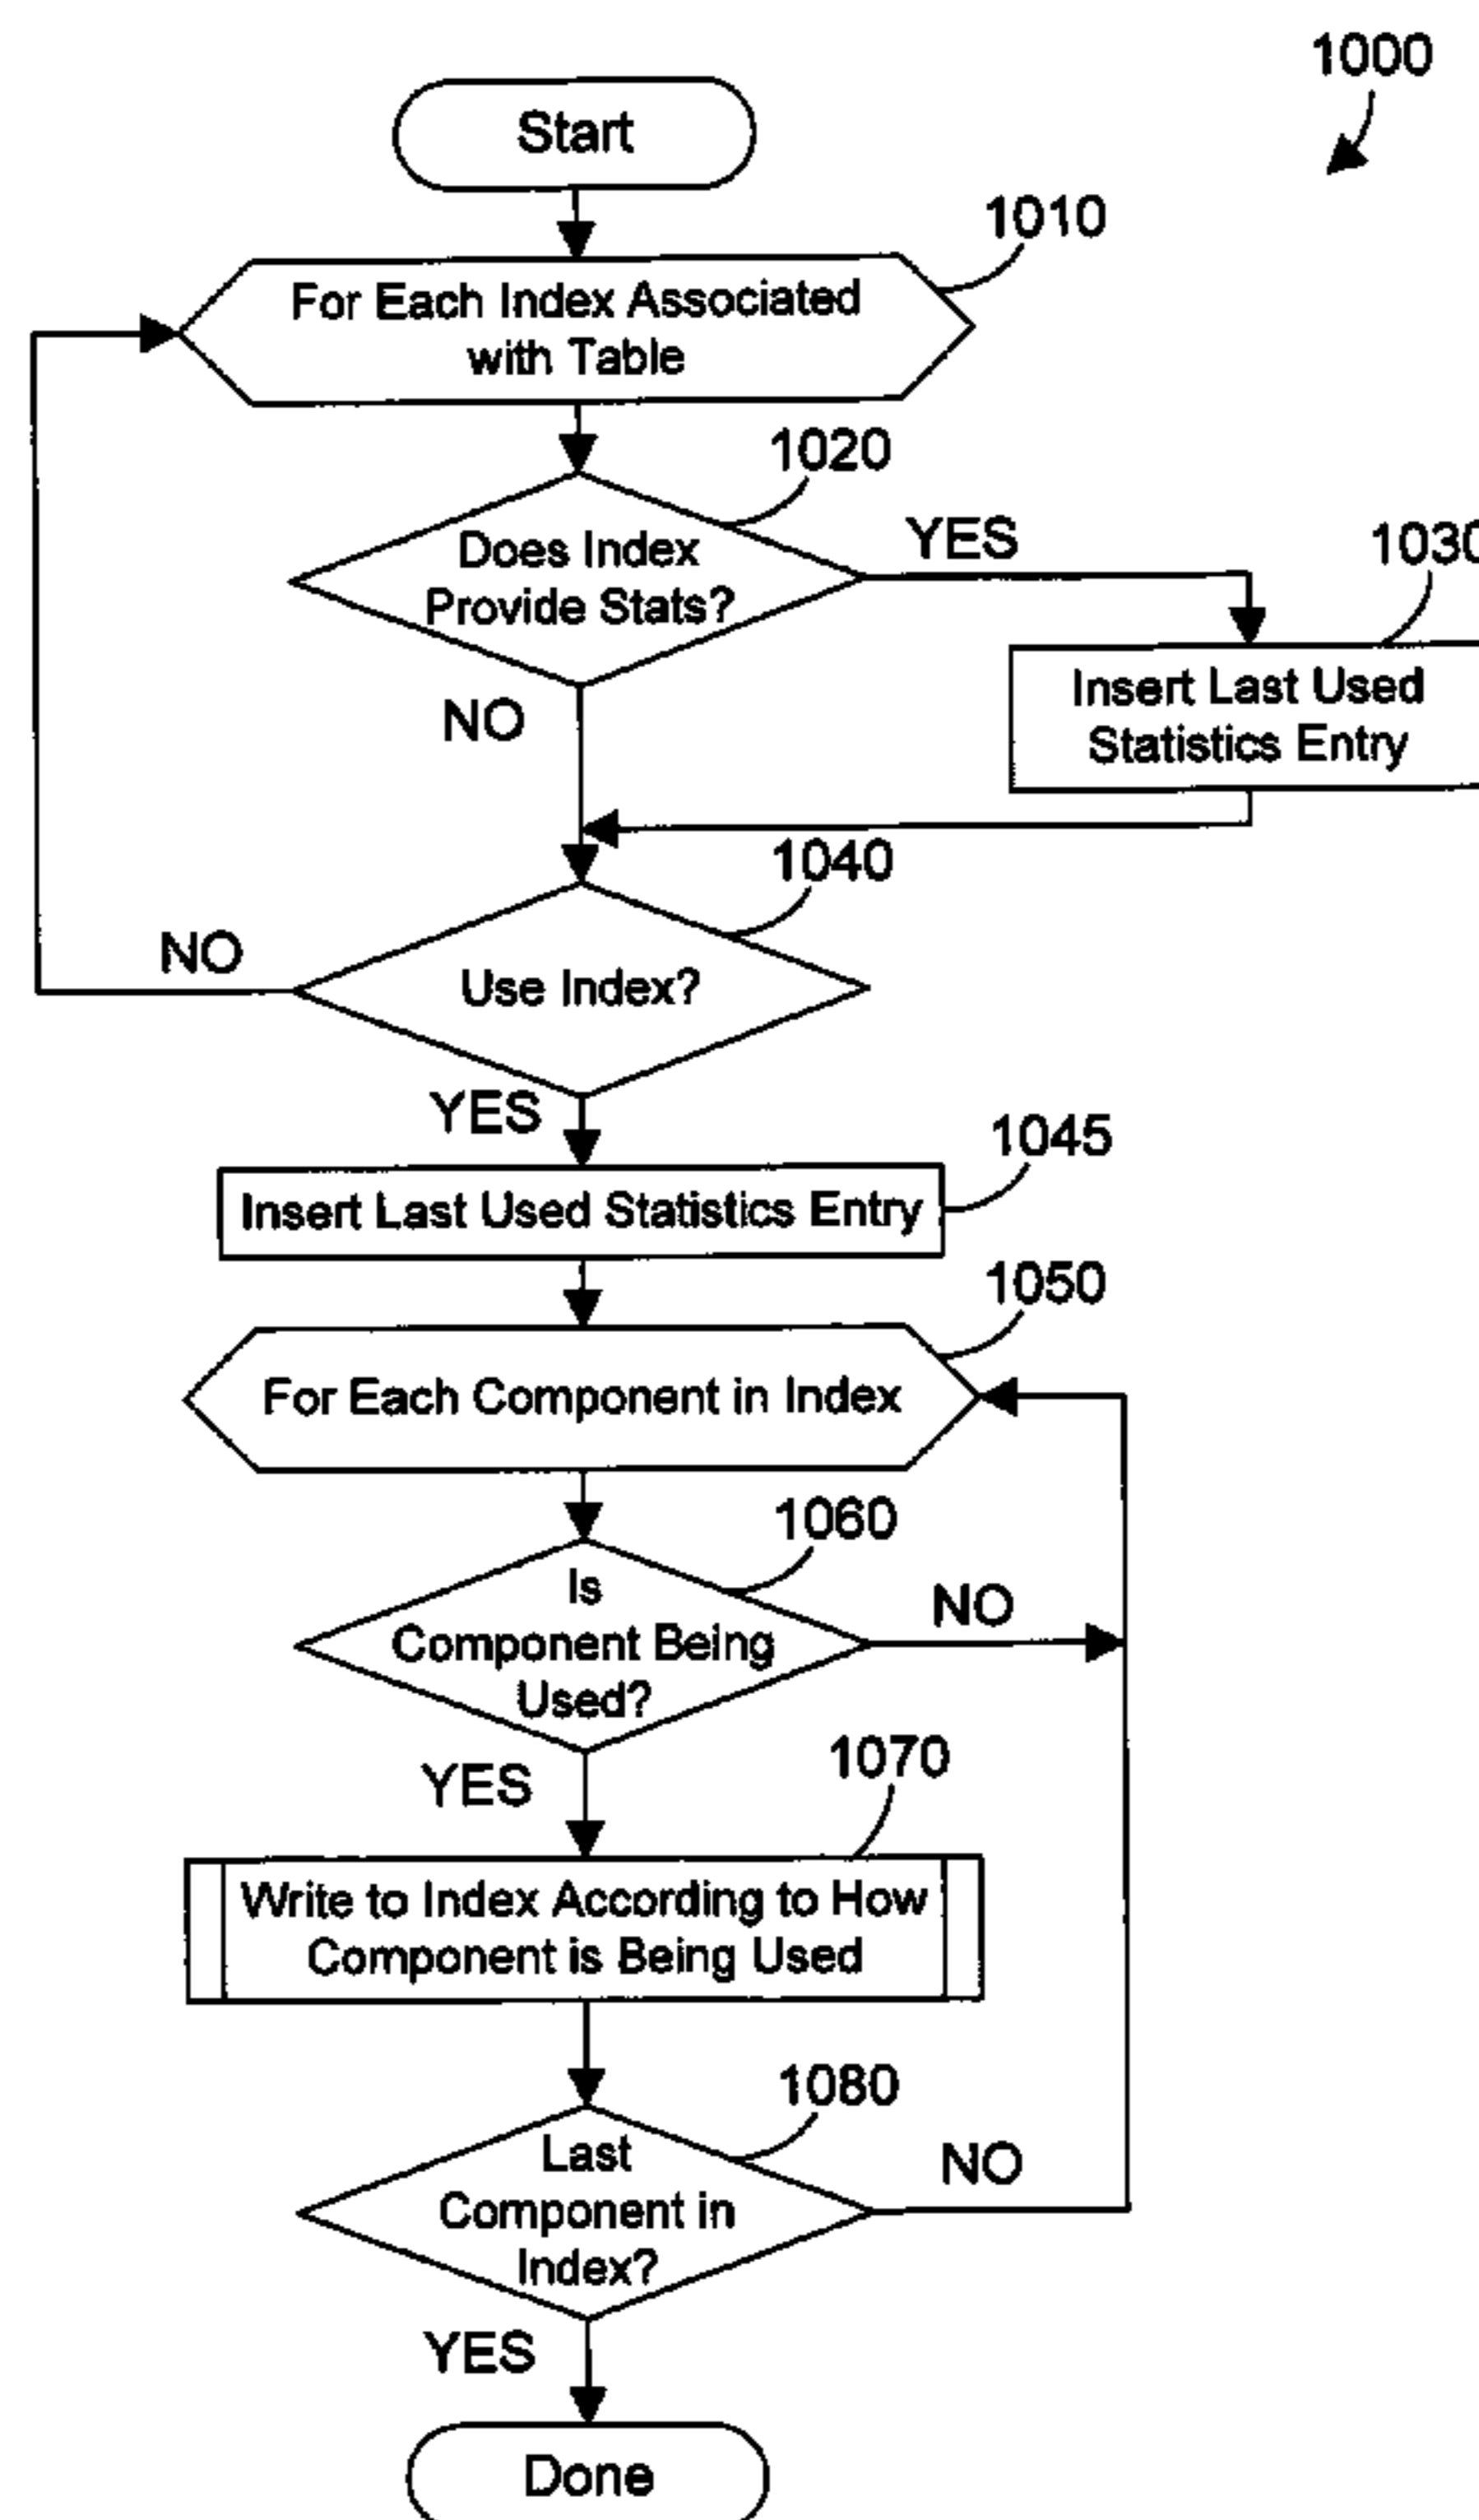 1000
Start
1010
For Each Index Associated
with Table
1020
Does Index
Provide Stats?
YES
1030
Insert Last Used
Statistics Entry
NO
1040
Use Index?
NO
YES
1045
Insert Last Used Statistics Entry
1050
For Each Component in Index
1060
Is
Component Being
Used?
NO
YES
1070
Write to Index According to How
Component is Being Used
1080
Last
Component in
Index?
NO
YES
Done